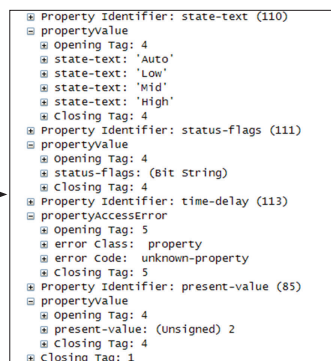 Property Identifier: state-text (110)
propertyValue
Opening Tag: 4
state-text: 'Auto'
state-text: 'Low'
state-text: 'Mid'
state-text: 'High'
Closing Tag: 4
Property Identifier: status-flags (111)
propertyValue
Opening Tag: 4
status-flags: (Bit String)
Closing Tag: 4
Property Identifier: time-delay (113)
propertyAccessError
Opening Tag: 5
error Class: property
error Code: unknown-property
Closing Tag: 5
Property Identifier: present-value (85)
propertyValue
Opening Tag: 4
present-value: (Unsigned) 2
Closing Tag: 4
Closing Tag: 1